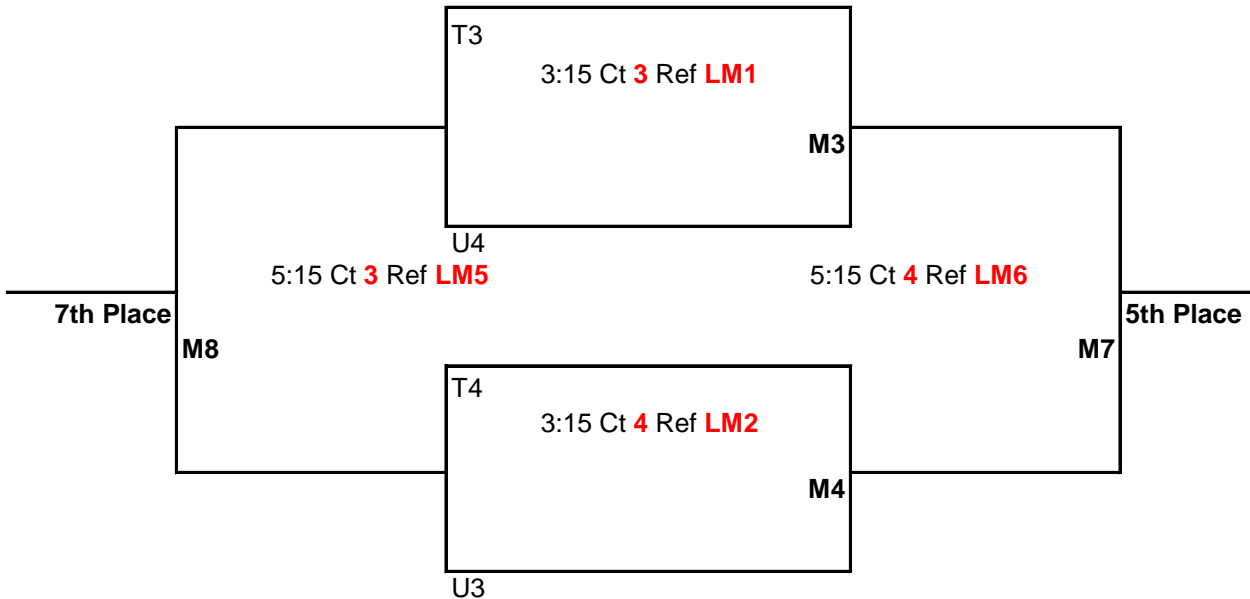 T3
3:15 Ct 3 Ref LM1
M3
U4
5:15 Ct 3 Ref LM5
5:15 Ct 4 Ref LM6
7th Place
5th Place
M8
M7
T4
3:15 Ct 4 Ref LM2
M4
U3